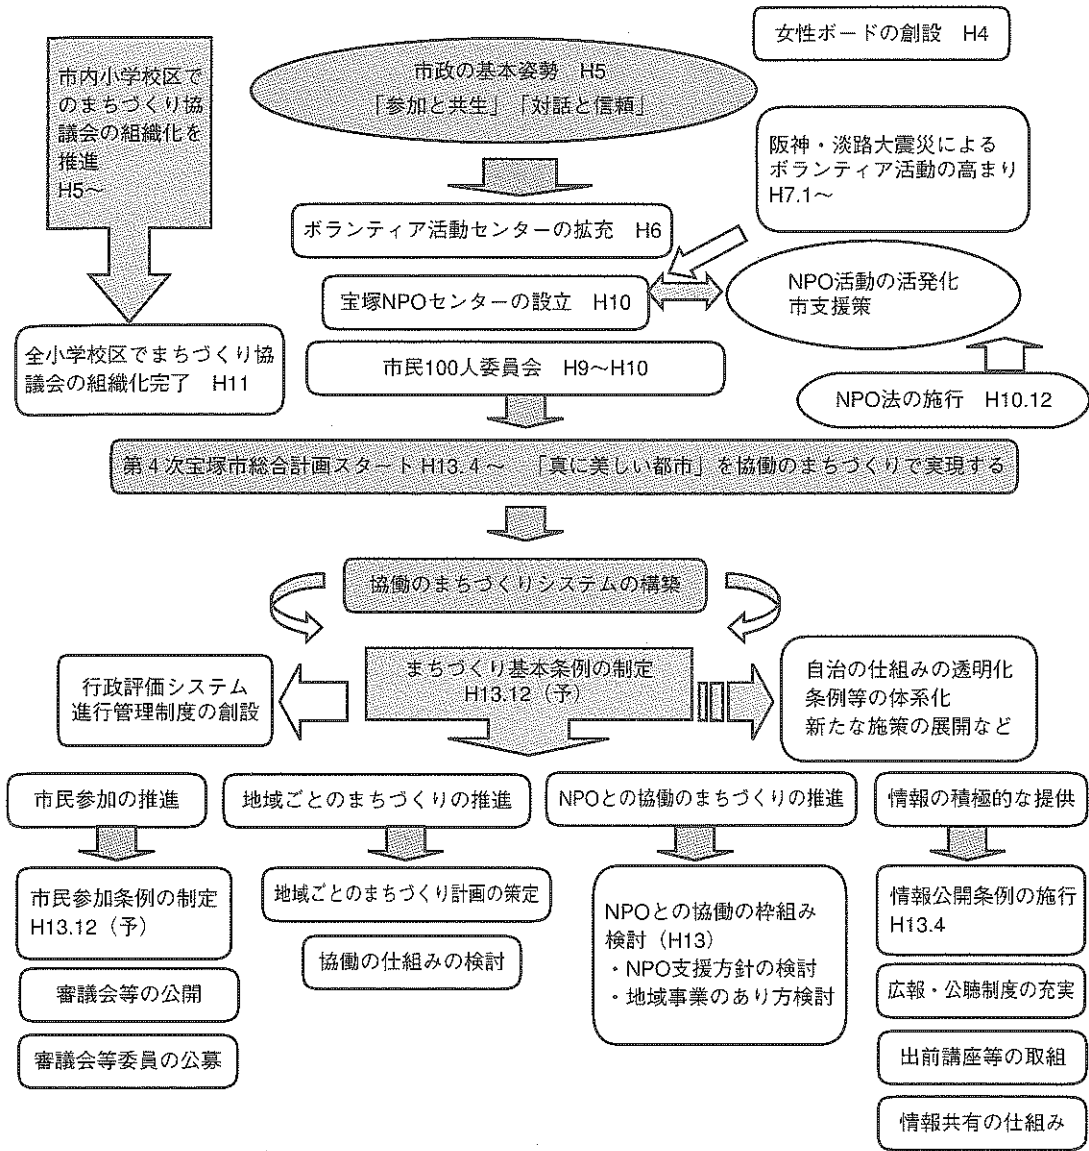 女性ボードの創設 H4
市内小学校区で
のまちづくり協
議会の組織化を
推進
H5～
市政の基本姿勢 H5
「参加と共生」「対話と信頼」
阪神・淡路大震災による
ボランティア活動の高まり
H7.1～
ボランティア活動センターの拡充 H6
宝塚NPOセンターの設立 H10
NPO活動の活発化
市支援策
全小学校区でまちづくり協
議会の組織化完了 H11
市民100人委員会 H9～H10
NPO法の施行 H10.12
第4次宝塚市総合計画スタートH13.4～ 「真に美しい都市」を協働のまちづくりで実現する
協働のまちづくりシステムの構築
行政評価システム
進行管理制度の創設
まちづくり基本条例の制定
H13.12（予）
自治の仕組みの透明化
条例等の体系化
新たな施策の展開など
市民参加の推進
地域ごとのまちづくりの推進
NPOとの協働のまちづくりの推進
情報の積極的な提供
市民参加条例の制定
H13.12（予）
審議会等の公開
審議会等委員の公募
地域ごとのまちづくり計画の策定
協働の仕組みの検討
NPOとの協働の枠組み
検討（H13）
・NPO支援方針の検討
・地域事業のあり方検討
情報公開条例の施行
H13.4
広報・公聴制度の充実
出前講座等の取組
情報共有の仕組み